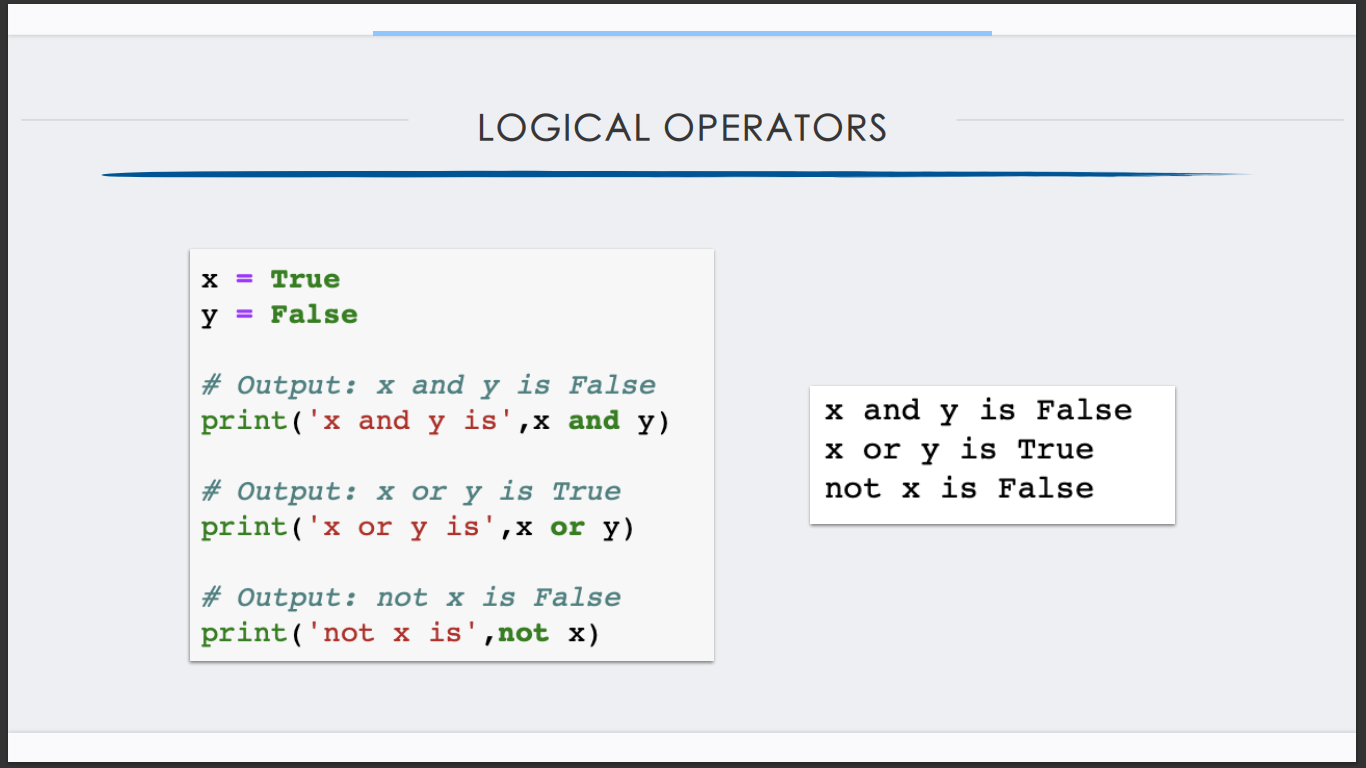 LOGICAL OPERATORS
x = True
y = False
# Output: x and y is False
print('x and y is',x and y)
# Output: x or y is True
print('x or y is',x or y)
# Output: not x is False
print('not x is',not x)
x and y is False
x or y is True
not x is False